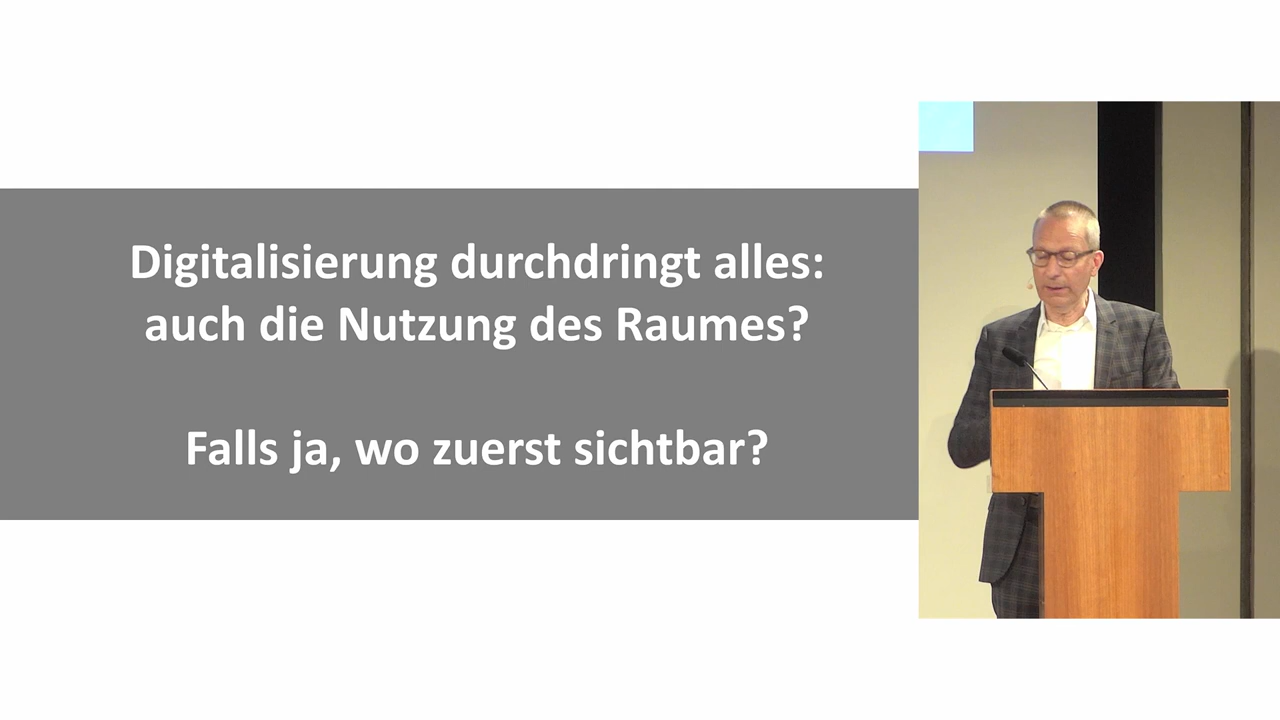 Digitalisierung durchdringt alles:
auch die Nutzung des Raumes?
Falls ja, wo zuerst sichtbar?